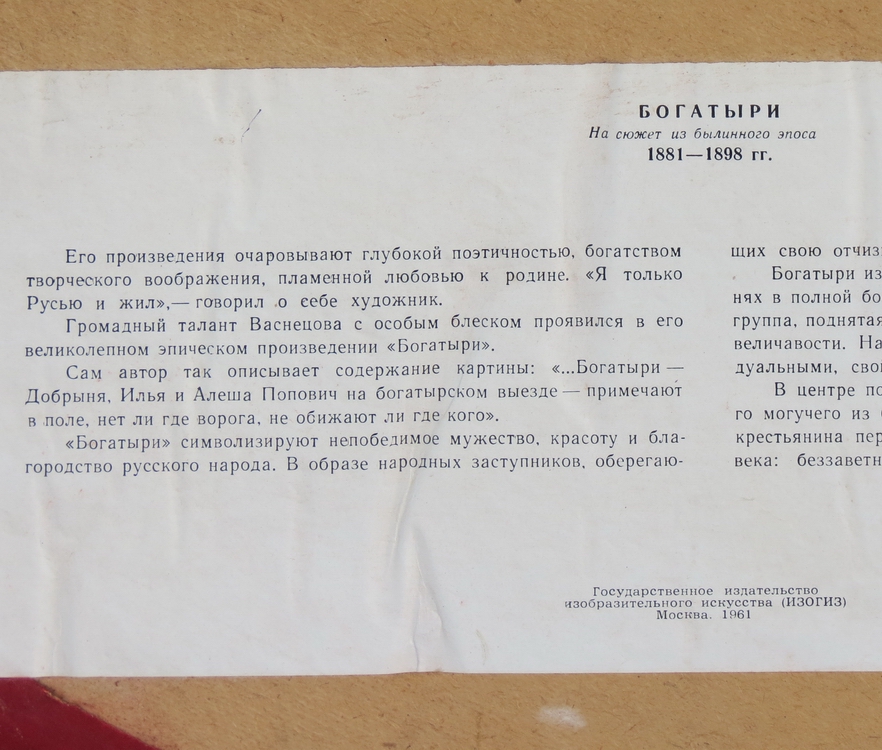 БОГАТЫРИ
На сюжет из былинного эпоса
1881—1898 гг.
Его произведения очаровывают глубокой поэтичностью, богатством
творческого воображения, пламенной любовью к родине. «Я только
Русью и жил»,— говорил о себе художник.
Громадный талант Васнецова с особым блеском проявился в его
великолепном эпическом произведении «Богатыри».
Сам автор так описывает содержание картины: «...Богатыри —
Добрыня, Илья и Алеша Попович на богатырском выезде — примечают
в поле, нет ли где ворога, не обижают ли где кого».
«Богатыри» символизируют непобедимое мужество, красоту и бла-
городство русского народа. В образе народных заступников, оберегаю-
щих свою отчиз
Богатыри из
нях в полной бо
группа, поднятая
величавости. На
дуальными, сво
В центре по
го могучего из
крестьянина пер
века: беззаветн
Государственное издательство
изобразительного искусства (ИЗОГИЗ)
Москва. 1961